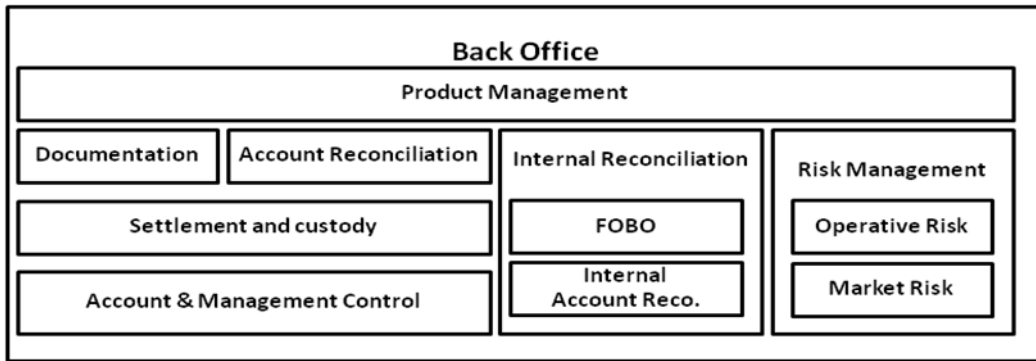 Back Office
Product Management
Documentation
Account Reconciliation
Internal Reconciliation
Risk Management
Settlement and custody
FOBO
Operative Risk
Account & Management Control
Internal
Account Reco.
Market Risk